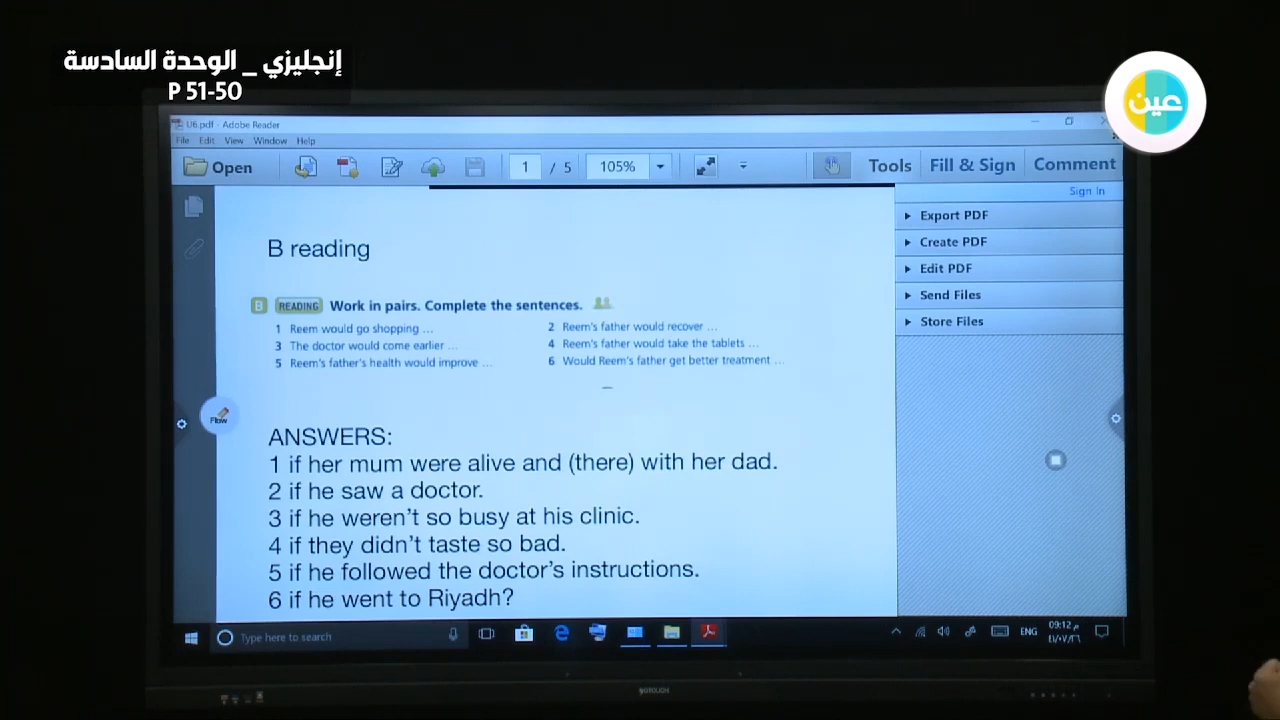 إنجليزي _ الوحدة السادسة
P 51-50
عين
U6.pdf - Adobe Reader
File Edit View Window Help
Open 1 / 5 105% Tools Fill & Sign Comment
Sign In
Export PDF
Create PDF
Edit PDF
Send Files
Store Files
B reading
B READING Work in pairs. Complete the sentences.
1 Reem would go shopping ... 2 Reem's father would recover ...
3 The doctor would come earlier ... 4 Reem's father would take the tablets ...
5 Reem's father's health would improve ... 6 Would Reem's father get better treatment ...
Flow
ANSWERS:
1 if her mum were alive and (there) with her dad.
2 if he saw a doctor.
3 if he weren't so busy at his clinic.
4 if they didn't taste so bad.
5 if he followed the doctor's instructions.
6 if he went to Riyadh?
Type here to search ENG 09:12 م